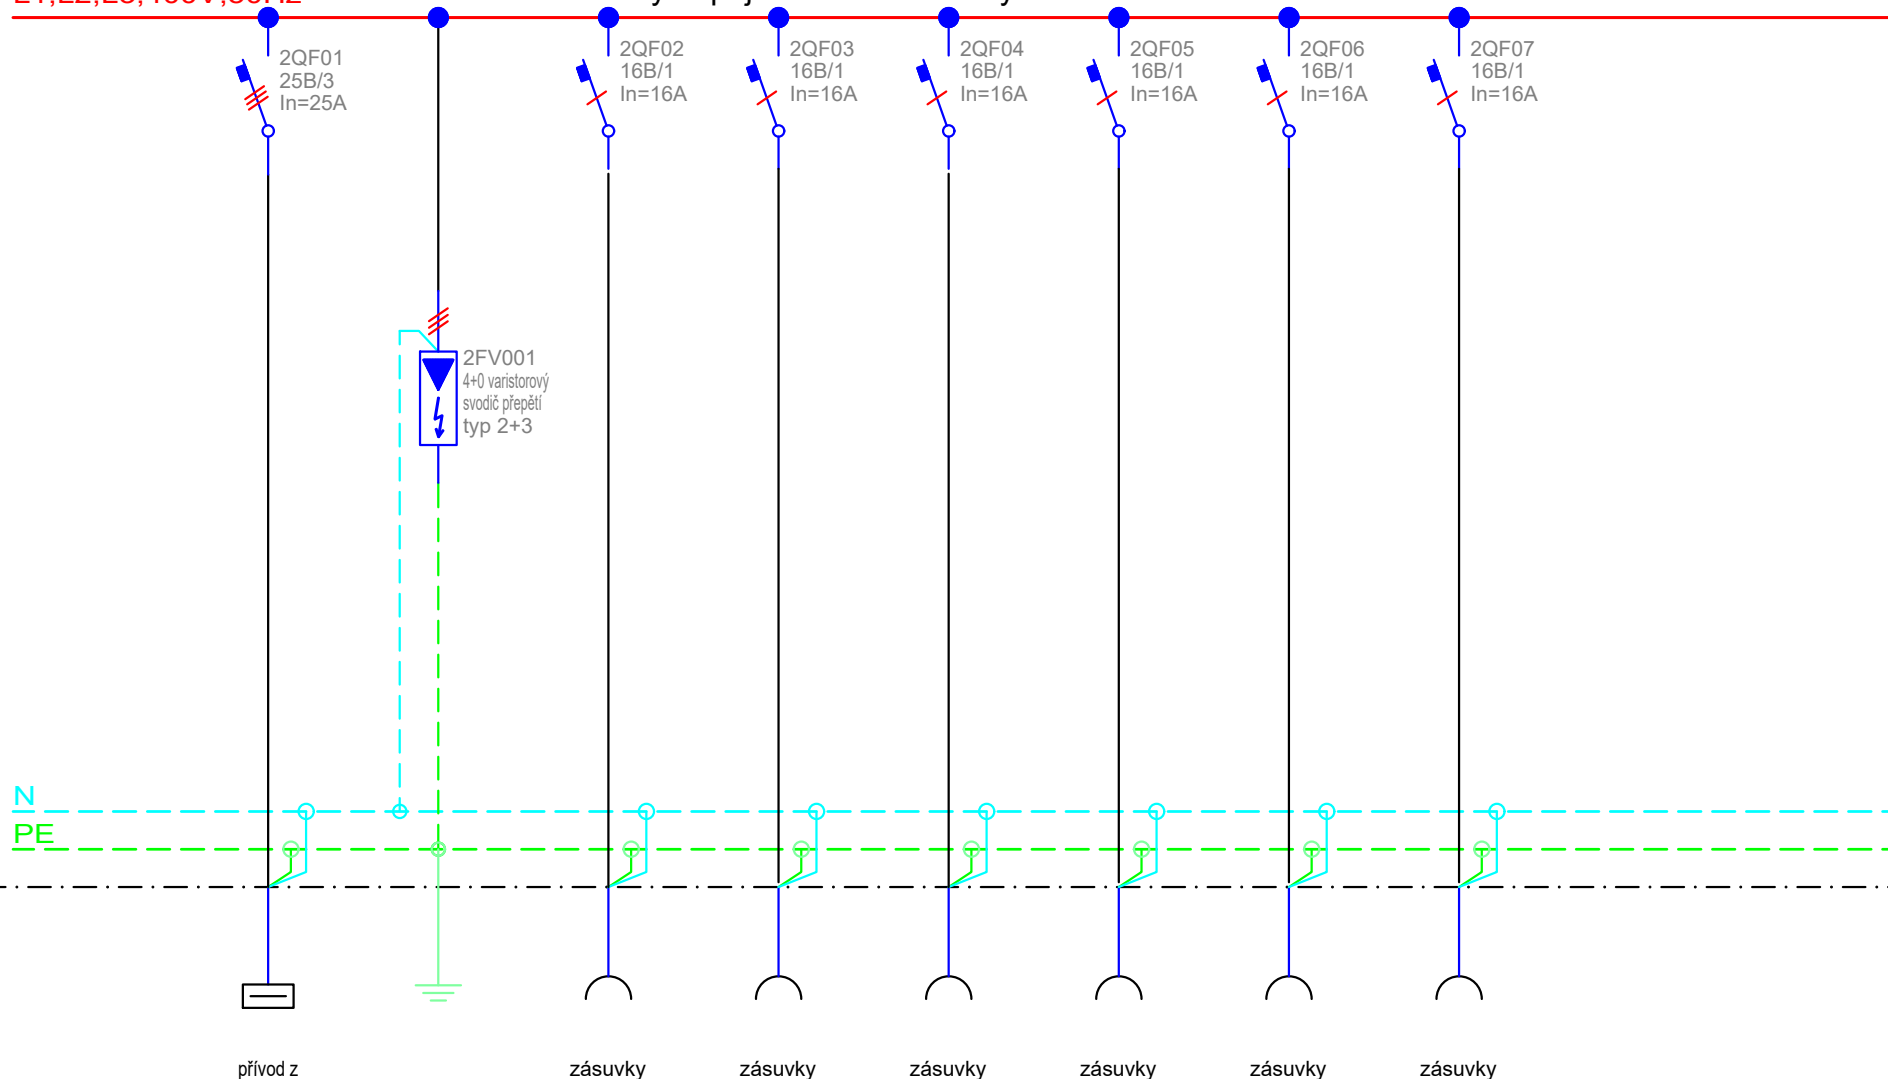 2QF01
25B/3
In=25A
2QF02
16B/1
In=16A
2QF03
16B/1
In=16A
2QF04
16B/1
In=16A
2QF05
16B/1
In=16A
2QF06
16B/1
In=16A
2QF07
16B/1
In=16A
2FV001
4+0 varistorový
svodič přepětí
typ 2+3
N
PE
přívod z
zásuvky
zásuvky
zásuvky
zásuvky
zásuvky
zásuvky